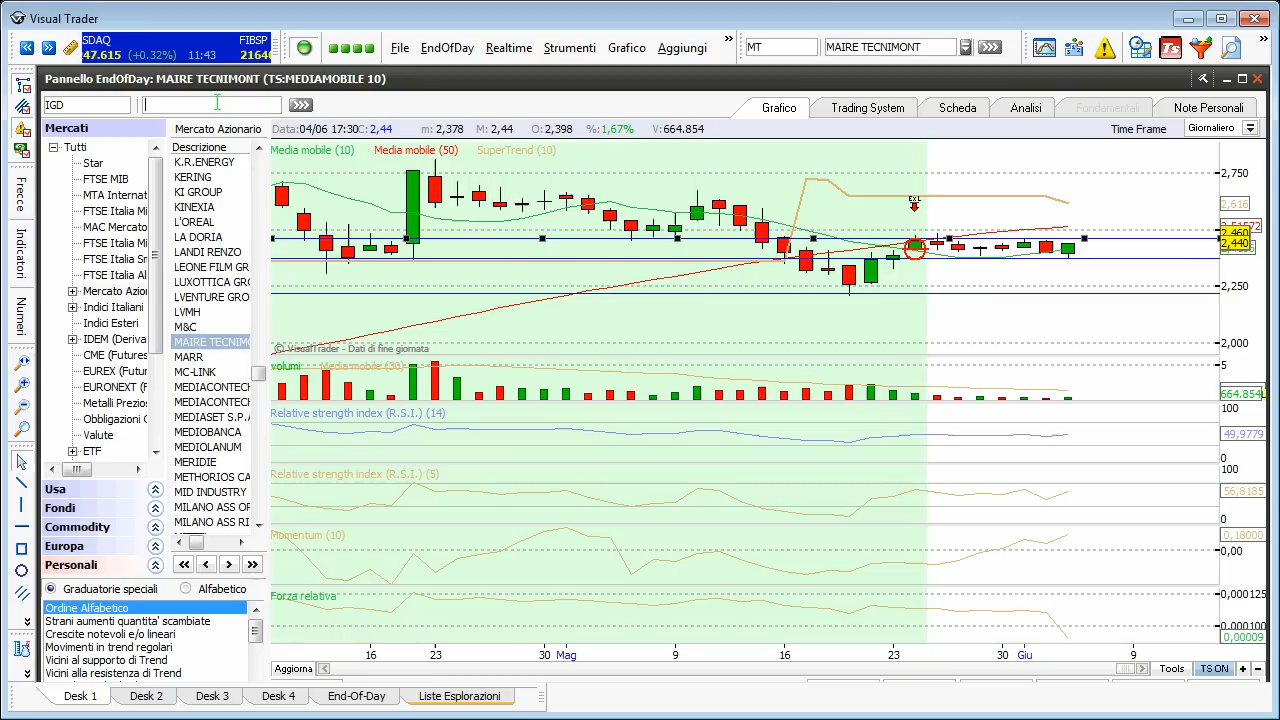 Visual Trader
SDAQ FIBSP
47.615 (+0.32%) 11:43 21640
File EndOfDay Realtime Strumenti Grafico Aggiungi » MT MAIRE TECNIMONT
Pannello EndOfDay: MAIRE TECNIMONT (TS:MEDIAMOBILE 10)
IGD
Grafico Trading System Scheda Analisi Fondamentali Note Personali
Mercati
Tutti
Star
FTSE MIB
MTA Internat
FTSE Italia Mi
MAC Mercato
FTSE Italia Mi
FTSE Italia Sm
FTSE Italia All
Mercato Azio
Indici Italiani
Indici Esteri
IDEM (Deriva
CME (Futures
EUREX (Futur
EURONEXT (F
Metalli Prezio
Obbligazioni G
Valute
ETF
Usa
Fondi
Commodity
Europa
Personali
Graduatorie speciali Alfabetico
Ordine Alfabetico
Strani aumenti quantita' scambiate
Crescite notevoli e/o lineari
Movimenti in trend regolari
Vicini al supporto di Trend
Vicini alla resistenza di Trend
Mercato Azionario
Descrizione
K.R.ENERGY
KERING
KI GROUP
KINEXIA
L'OREAL
LA DORIA
LANDI RENZO
LEONE FILM GR
LUXOTTICA GRO
LVENTURE GRO
LVMH
M&C
MAIRE TECNIMO
MARR
MC-LINK
MEDIACONTECH
MEDIACONTECH
MEDIASET S.P.A
MEDIOBANCA
MEDIOLANUM
MERIDIE
METHORIOS CA
MID INDUSTRY
MILANO ASS OR
MILANO ASS RI
Frecce
Indicatori
Numeri
Data:04/06 17:30 C: 2,44 m: 2,378 M: 2,44 O: 2,398 %:1,67% V:664.854 Time Frame Giornaliero
Media mobile (10) Media mobile (50) SuperTrend (10)
EXL
2,750
2,616
2,460
2,440
2,250
2,000
© VisualTrader - Dati di fine giornata
volumi Media mobile (30)
5
664.854
Relative strength index (R.S.I.) (14)
100
49,9779
0
Relative strength index (R.S.I.) (5)
100
56,8185
0
Momentum (10)
0,18000
0,00
Forza relativa
0,000125
0,000100
0,00009
16 23 30 Mag 9 16 23 30 Giu 9
Aggiorna Tools TS ON + -
Desk 1 Desk 2 Desk 3 Desk 4 End-Of-Day Liste Esplorazioni